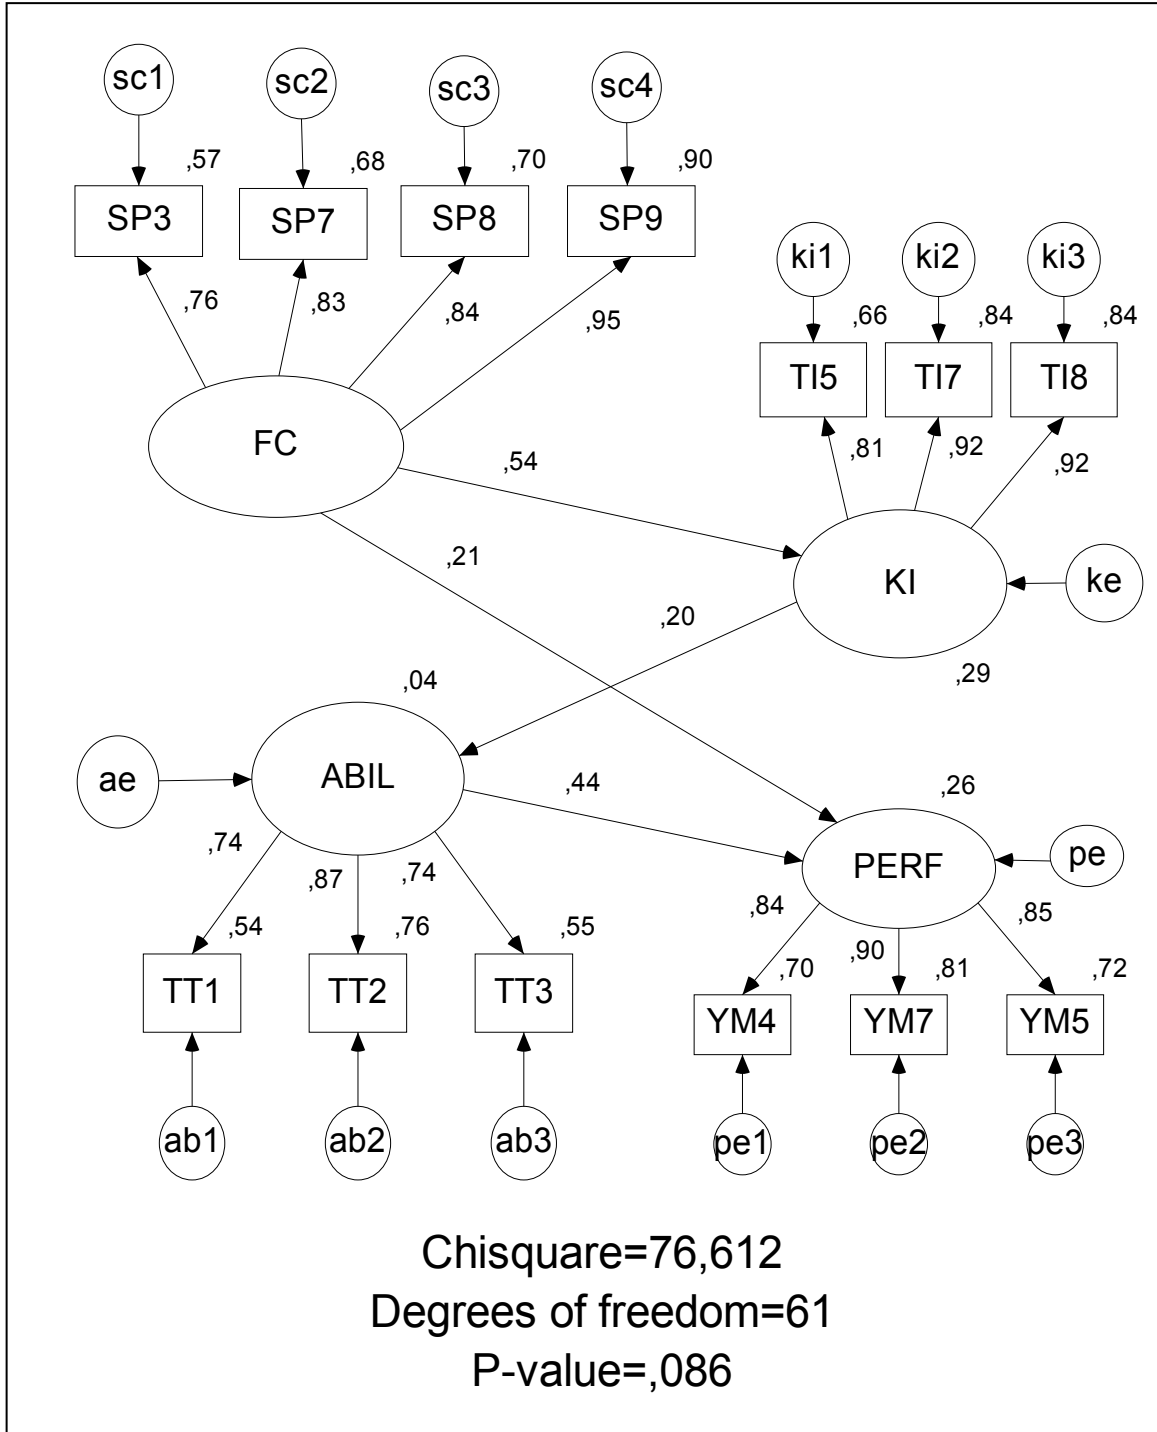 sc1 sc2 sc3 sc4
,57 ,68 ,70 ,90
SP3 SP7 SP8 SP9
,76 ,83 ,84 ,95
ki1 ki2 ki3
,66 ,84 ,84
TI5 TI7 TI8
,81 ,92 ,92
FC
,54
,21
KI
ke
,20
,29
,04
ae
ABIL
,44
,26
PERF
pe
,74 ,87 ,74
,54 ,76 ,55
TT1 TT2 TT3
,84 ,90 ,85
,70 ,81 ,72
YM4 YM7 YM5
ab1 ab2 ab3
pe1 pe2 pe3
Chisquare=76,612
Degrees of freedom=61
P-value=,086